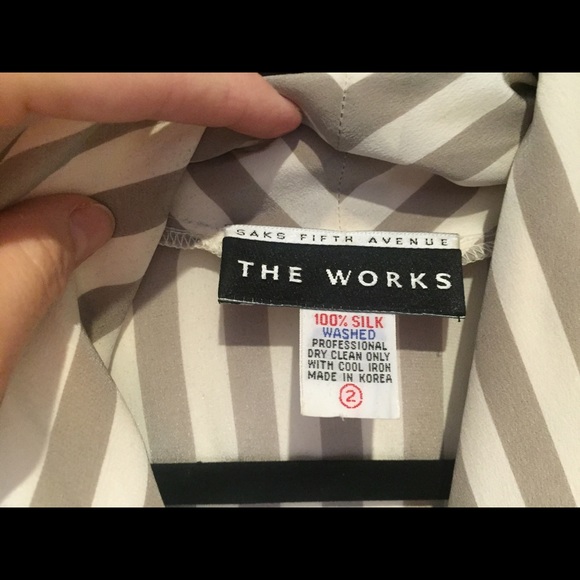 SAKS FIFTH AVENUE
THE WORKS
100% SILK
WASHED
PROFESSIONAL
DRY CLEAN ONLY
WITH COOL IRON
MADE IN KOREA
2